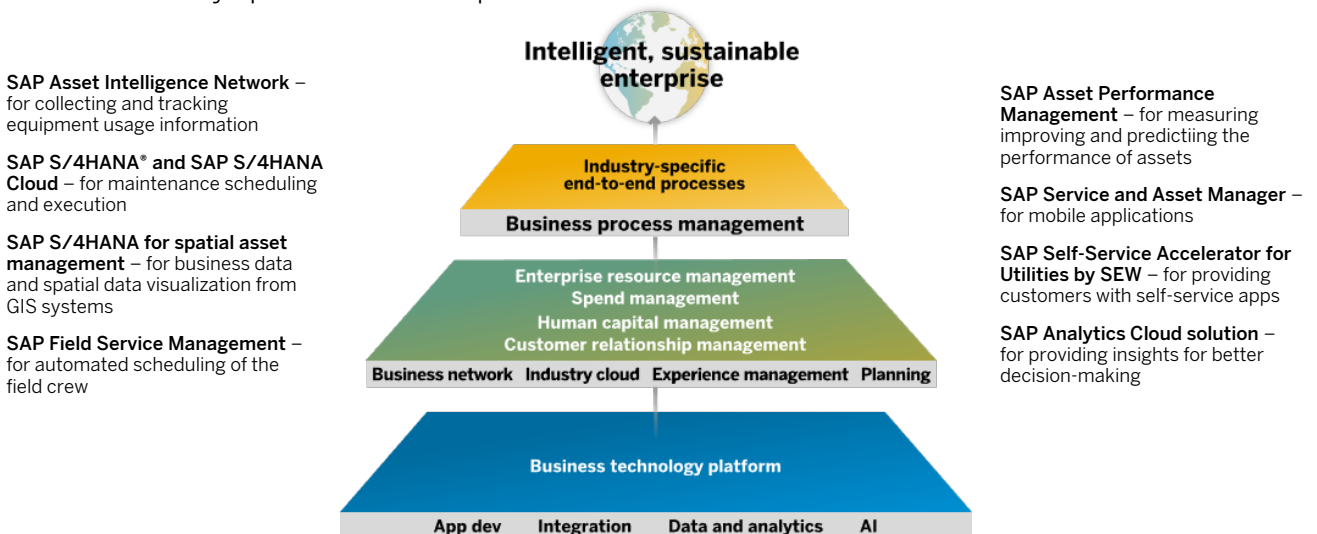 Intelligent, sustainable
enterprise
SAP Asset Intelligence Network –
for collecting and tracking
equipment usage information
SAP S/4HANA® and SAP S/4HANA
Cloud – for maintenance scheduling
and execution
SAP S/4HANA for spatial asset
management – for business data
and spatial data visualization from
GIS systems
SAP Field Service Management –
for automated scheduling of the
field crew
Industry-specific
end-to-end processes
Business process management
Enterprise resource management
Spend management
Human capital management
Customer relationship management
Business network Industry cloud Experience management Planning
Business technology platform
App dev Integration Data and analytics AI
SAP Asset Performance
Management – for measuring
improving and predictiing the
performance of assets
SAP Service and Asset Manager –
for mobile applications
SAP Self-Service Accelerator for
Utilities by SEW – for providing
customers with self-service apps
SAP Analytics Cloud solution –
for providing insights for better
decision-making